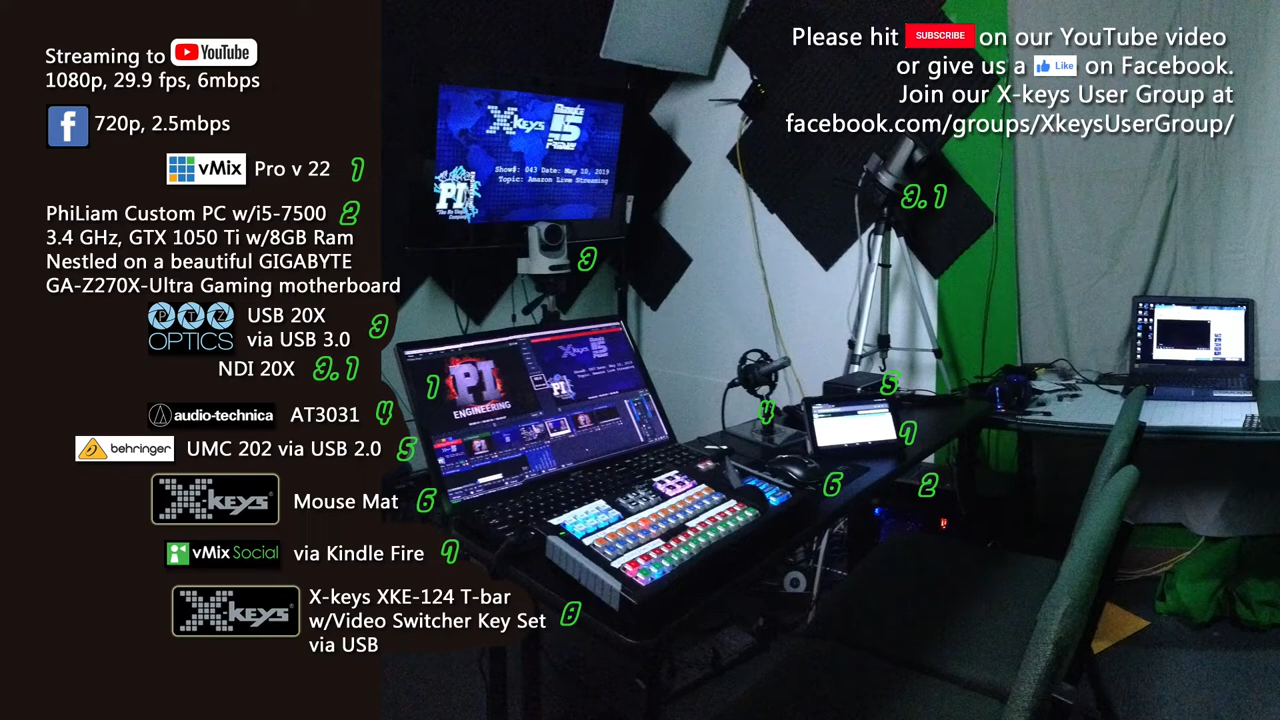 Streaming to YouTube
1080p, 29.9 fps, 6mbps
f 720p, 2.5mbps
vMix Pro v 22 1
PhiLiam Custom PC w/i5-7500 2
3.4 GHz, GTX 1050 Ti w/8GB Ram
Nestled on a beautiful GIGABYTE
GA-Z270X-Ultra Gaming motherboard
PTZ OPTICS USB 20X
via USB 3.0 3
NDI 20X 3.1
audio-technica AT3031 4
behringer UMC 202 via USB 2.0 5
X-keys Mouse Mat 6
vMix Social via Kindle Fire 7
X-keys X-keys XKE-124 T-bar
w/Video Switcher Key Set 8
via USB
Please hit SUBSCRIBE on our YouTube video
or give us a Like on Facebook.
Join our X-keys User Group at
facebook.com/groups/XkeysUserGroup/
X-keys 15
Show#: 043 Date: May 10, 2019
Topic: Amazon Live Streaming
PI
3
3.1
1
PI
ENGINEERING
X-keys 15
PI
4
5
7
6
2